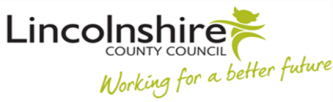 Lincolnshire
COUNTY COUNCIL
Working for a better future